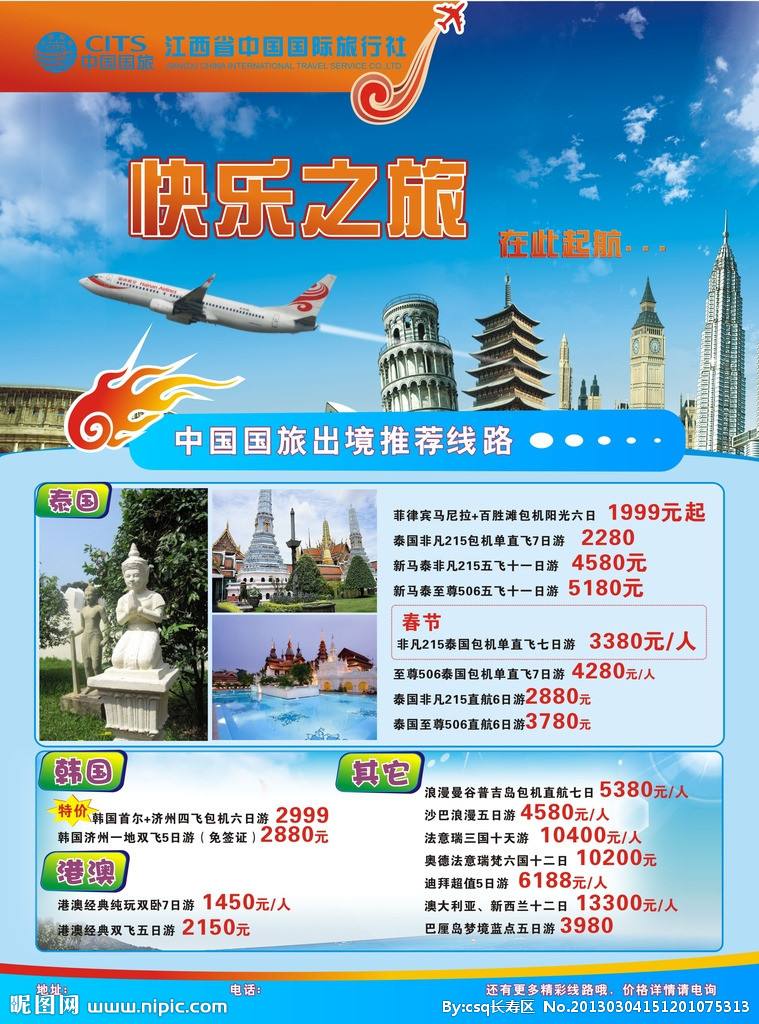 CITS
中国国旅
江西省中国国际旅行社
JIANGXI CHINA INTERNATIONAL TRAVEL SERVICE CO.,LTD
快乐之旅
在此起航···
Hainan Airlines
中国国旅出境推荐线路
泰国
菲律宾马尼拉+百胜滩包机阳光六日 1999元起
泰国非凡215包机单直飞7日游 2280
新马泰非凡215五飞十一日游 4580元
新马泰至尊506五飞十一日游 5180元
春节
非凡215泰国包机单直飞七日游 3380元/人
至尊506泰国包机单直飞7日游 4280元/人
泰国非凡215直航6日游2880元
泰国至尊506直航6日游3780元
韩国
特价
韩国首尔+济州四飞包机六日游 2999
韩国济州一地双飞5日游（免签证）2880元
港澳
港澳经典纯玩双卧7日游 1450元/人
港澳经典双飞五日游 2150元
其它
浪漫曼谷普吉岛包机直航七日 5380元/人
沙巴浪漫五日游 4580元/人
法意瑞三国十天游 10400元/人
奥德法意瑞梵六国十二日 10200元
迪拜超值5日游 6188元/人
澳大利亚、新西兰十二日 13300元/人
巴厘岛梦境蓝点五日游 3980
地址：
电话：
还有更多精彩线路哦，价格详情请电询
昵图网 www.nipic.com
By:csq长寿区 No.20130304151201075313